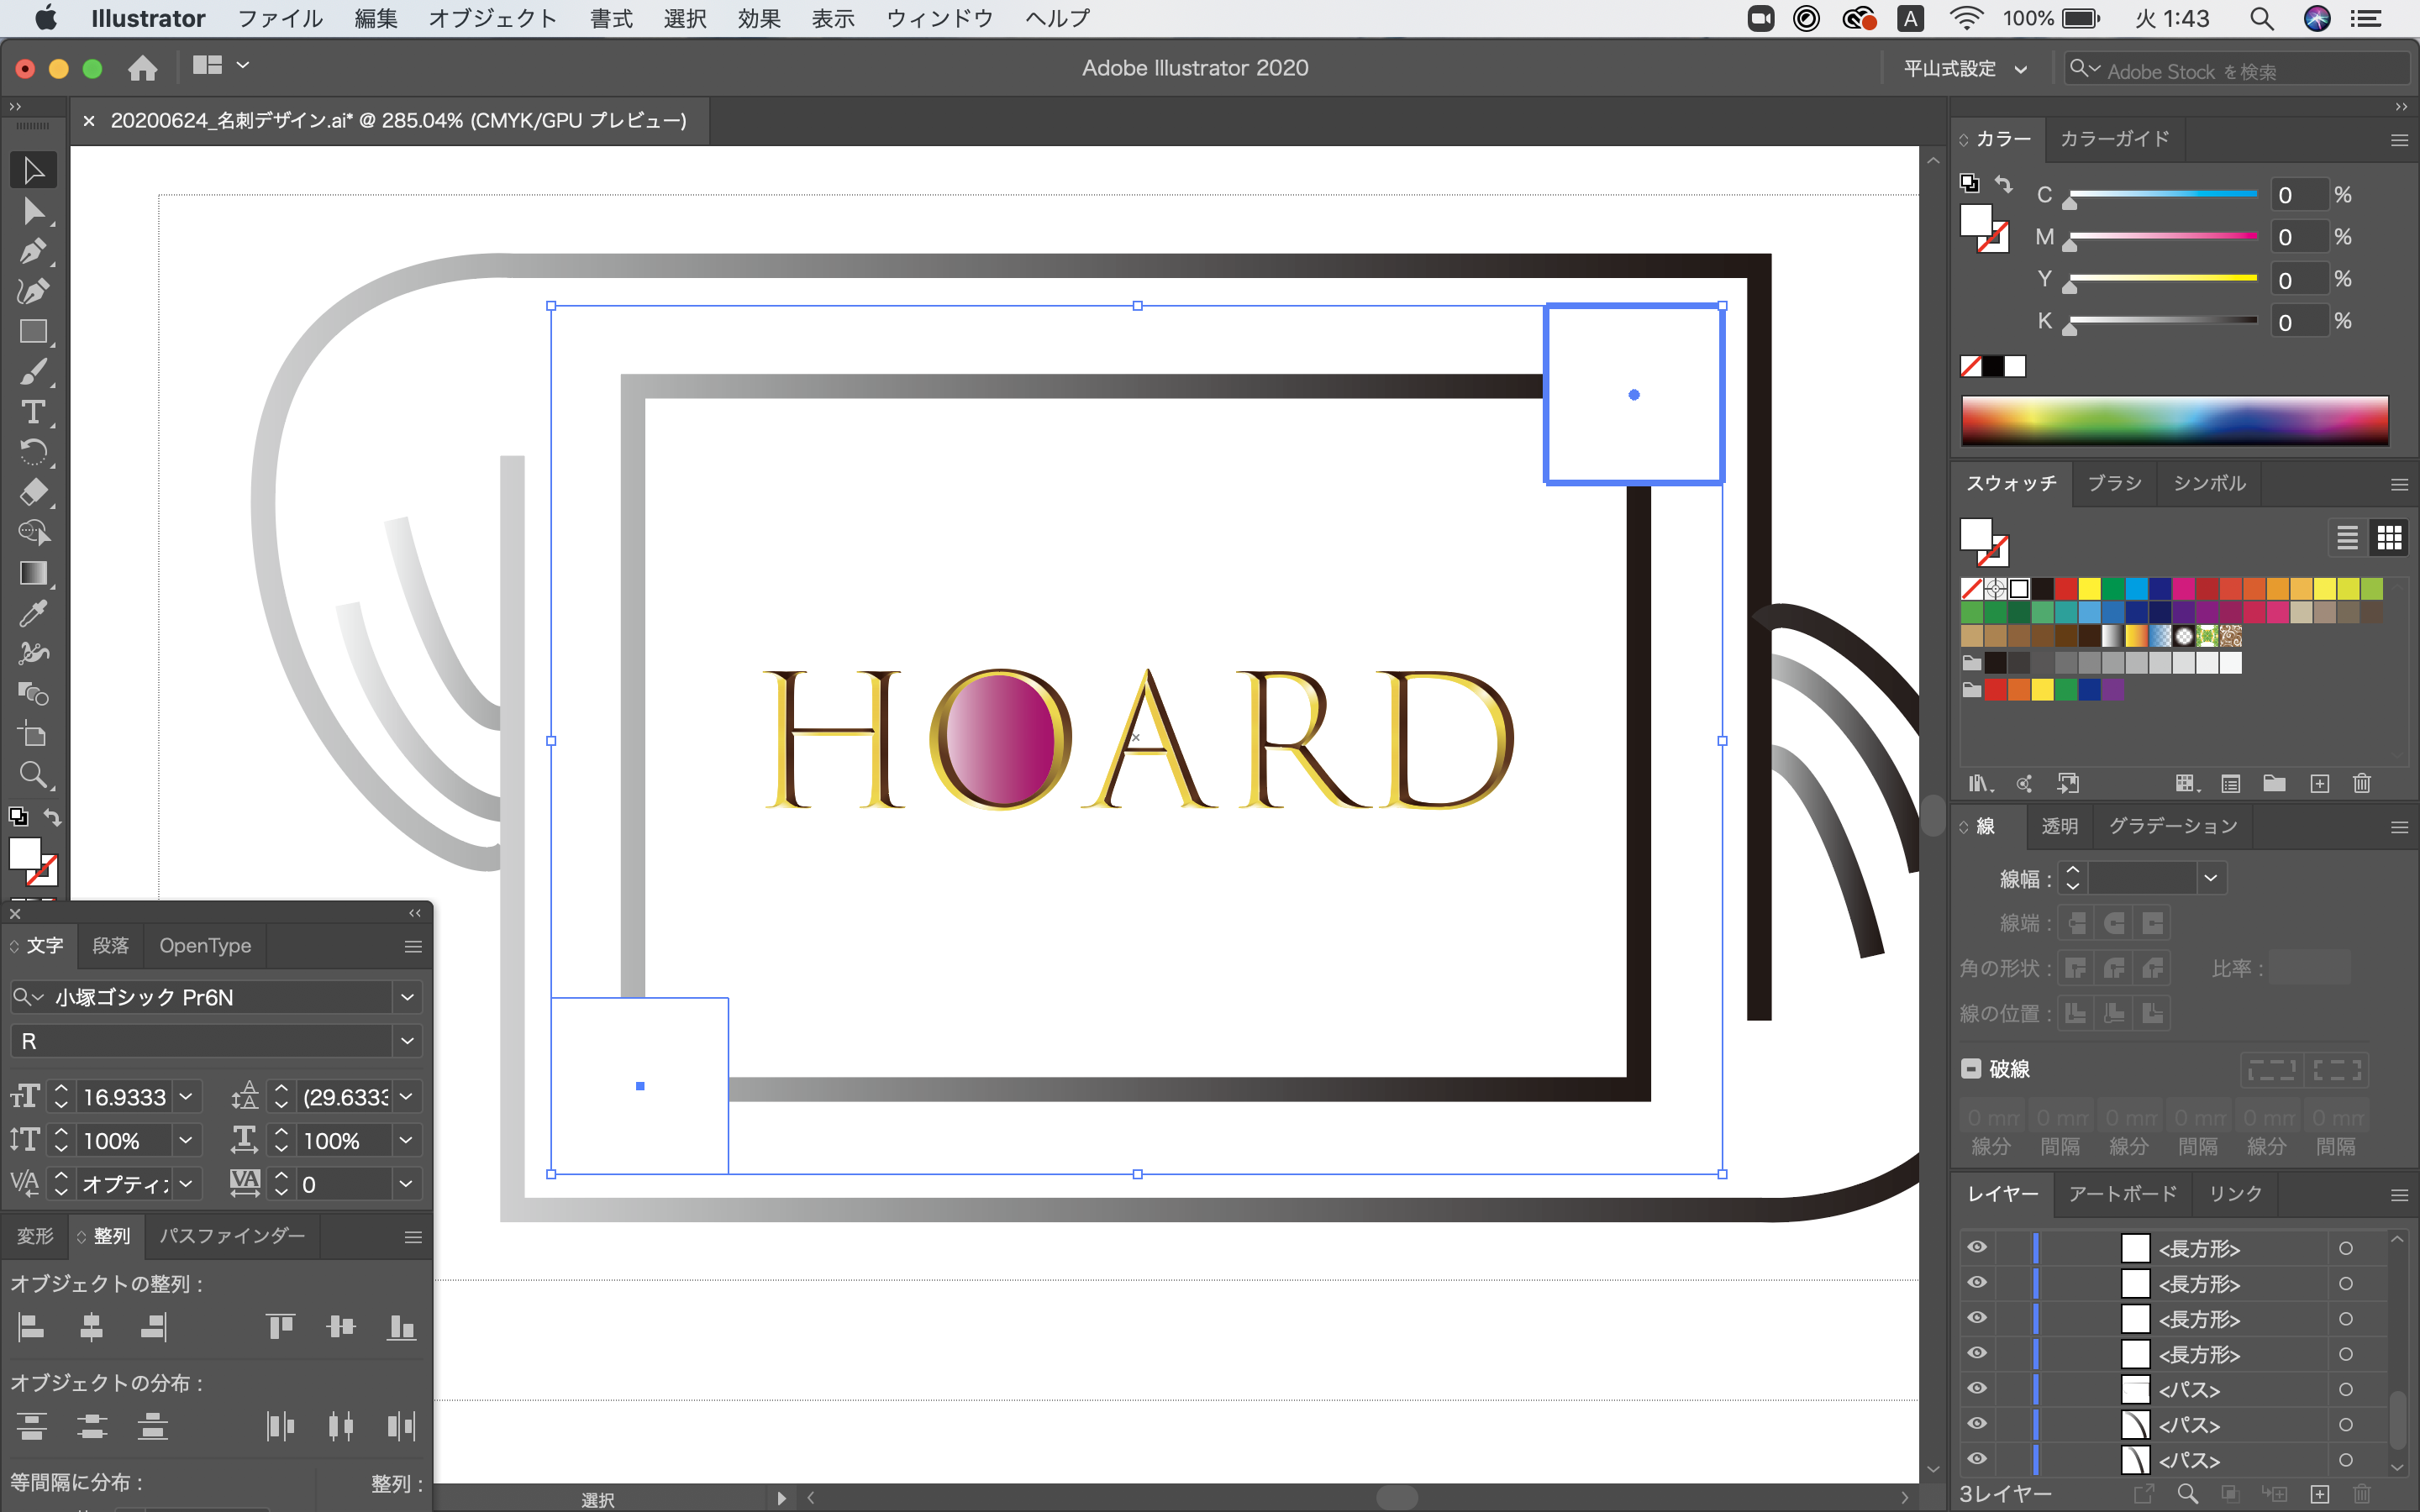 Illustrator ファイル 編集 オブジェクト 書式 選択 効果 表示 ウィンドウ ヘルプ
A 100% 火 1:43
Adobe Illustrator 2020
平山式設定
Adobe Stock を検索
× 20200624_名刺デザイン.ai* @ 285.04% (CMYK/GPU プレビュー)
カラー カラーガイド
C 0 %
M 0 %
Y 0 %
K 0 %
スウォッチ ブラシ シンボル
HOARD
線 透明 グラデーション
線幅 :
線端 :
角の形状 : 比率 :
線の位置 :
破線
0 mm 0 mm 0 mm 0 mm 0 mm 0 mm
線分 間隔 線分 間隔 線分 間隔
文字 段落 OpenType
小塚ゴシック Pr6N
R
16.9333 (29.6333
100% 100%
オプティ 0
変形 整列 パスファインダー
オブジェクトの整列 :
オブジェクトの分布 :
等間隔に分布 : 整列 :
選択
レイヤー アートボード リンク
<長方形>
<長方形>
<長方形>
<長方形>
<パス>
<パス>
<パス>
3レイヤー